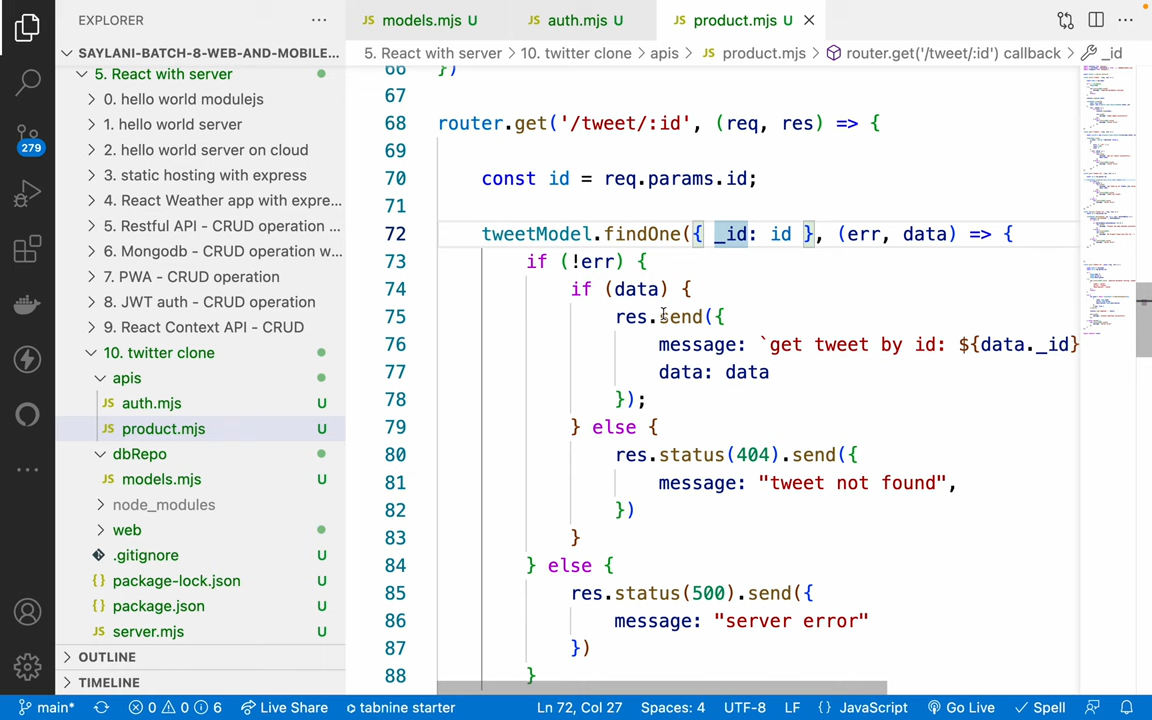 EXPLORER
models.mjs U
auth.mjs U
product.mjs U
SAYLANI-BATCH-8-WEB-AND-MOBILE...
5. React with server > 10. twitter clone > apis > JS product.mjs > router.get('/tweet/:id') callback > _id
5. React with server
0. hello world modulejs
1. hello world server
2. hello world server on cloud
3. static hosting with express
4. React Weather app with expre...
5. Restful API - CRUD operation ...
6. Mongodb - CRUD operation w...
7. PWA - CRUD operation
8. JWT auth - CRUD operation
9. React Context API - CRUD
10. twitter clone
apis
JS auth.mjs U
JS product.mjs U
dbRepo
JS models.mjs U
node_modules
web
.gitignore U
{} package-lock.json U
{} package.json U
JS server.mjs U
OUTLINE
TIMELINE
279
66 })
67
68 router.get('/tweet/:id', (req, res) => {
69
70 const id = req.params.id;
71
72 tweetModel.findOne({ _id: id }, (err, data) => {
73 if (!err) {
74 if (data) {
75 res.send({
76 message: `get tweet by id: ${data._id}
77 data: data
78 });
79 } else {
80 res.status(404).send({
81 message: "tweet not found",
82 })
83 }
84 } else {
85 res.status(500).send({
86 message: "server error"
87 })
88 }
main* 0 0 6 Live Share tabnine starter Ln 72, Col 27 Spaces: 4 UTF-8 LF {} JavaScript Go Live Spell